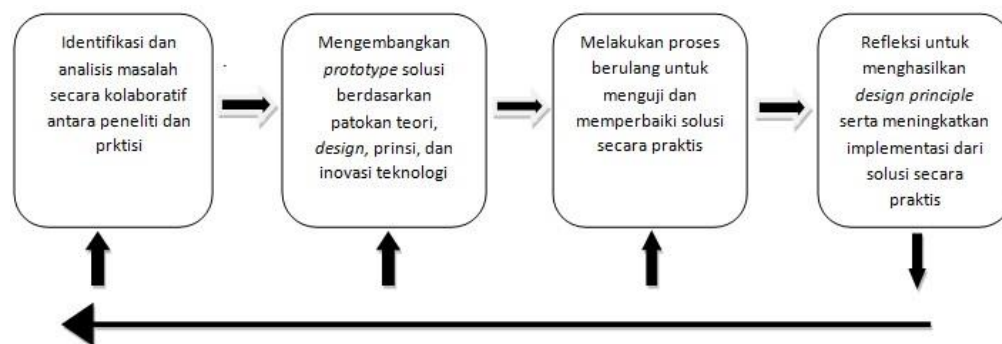 Identifikasi dan
analisis masalah
secara kolaboratif
antara peneliti dan
prktisi
Mengembangkan
prototype solusi
berdasarkan
patokan teori,
design, prinsi, dan
inovasi teknologi
Melakukan proses
berulang untuk
menguji dan
memperbaiki solusi
secara praktis
Refleksi untuk
menghasilkan
design principle
serta meningkatkan
implementasi dari
solusi secara
praktis